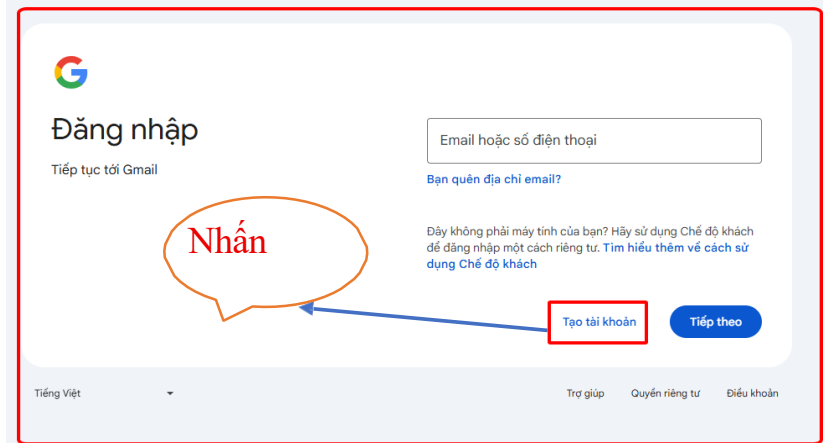 Đăng nhập
Tiếp tục tới Gmail
Email hoặc số điện thoại
Bạn quên địa chỉ email?
Nhấn
Đây không phải máy tính của bạn? Hãy sử dụng Chế độ khách
để đăng nhập một cách riêng tư. Tìm hiểu thêm về cách sử
dụng Chế độ khách
Tạo tài khoản
Tiếp theo
Tiếng Việt
Trợ giúp
Quyền riêng tư
Điều khoản